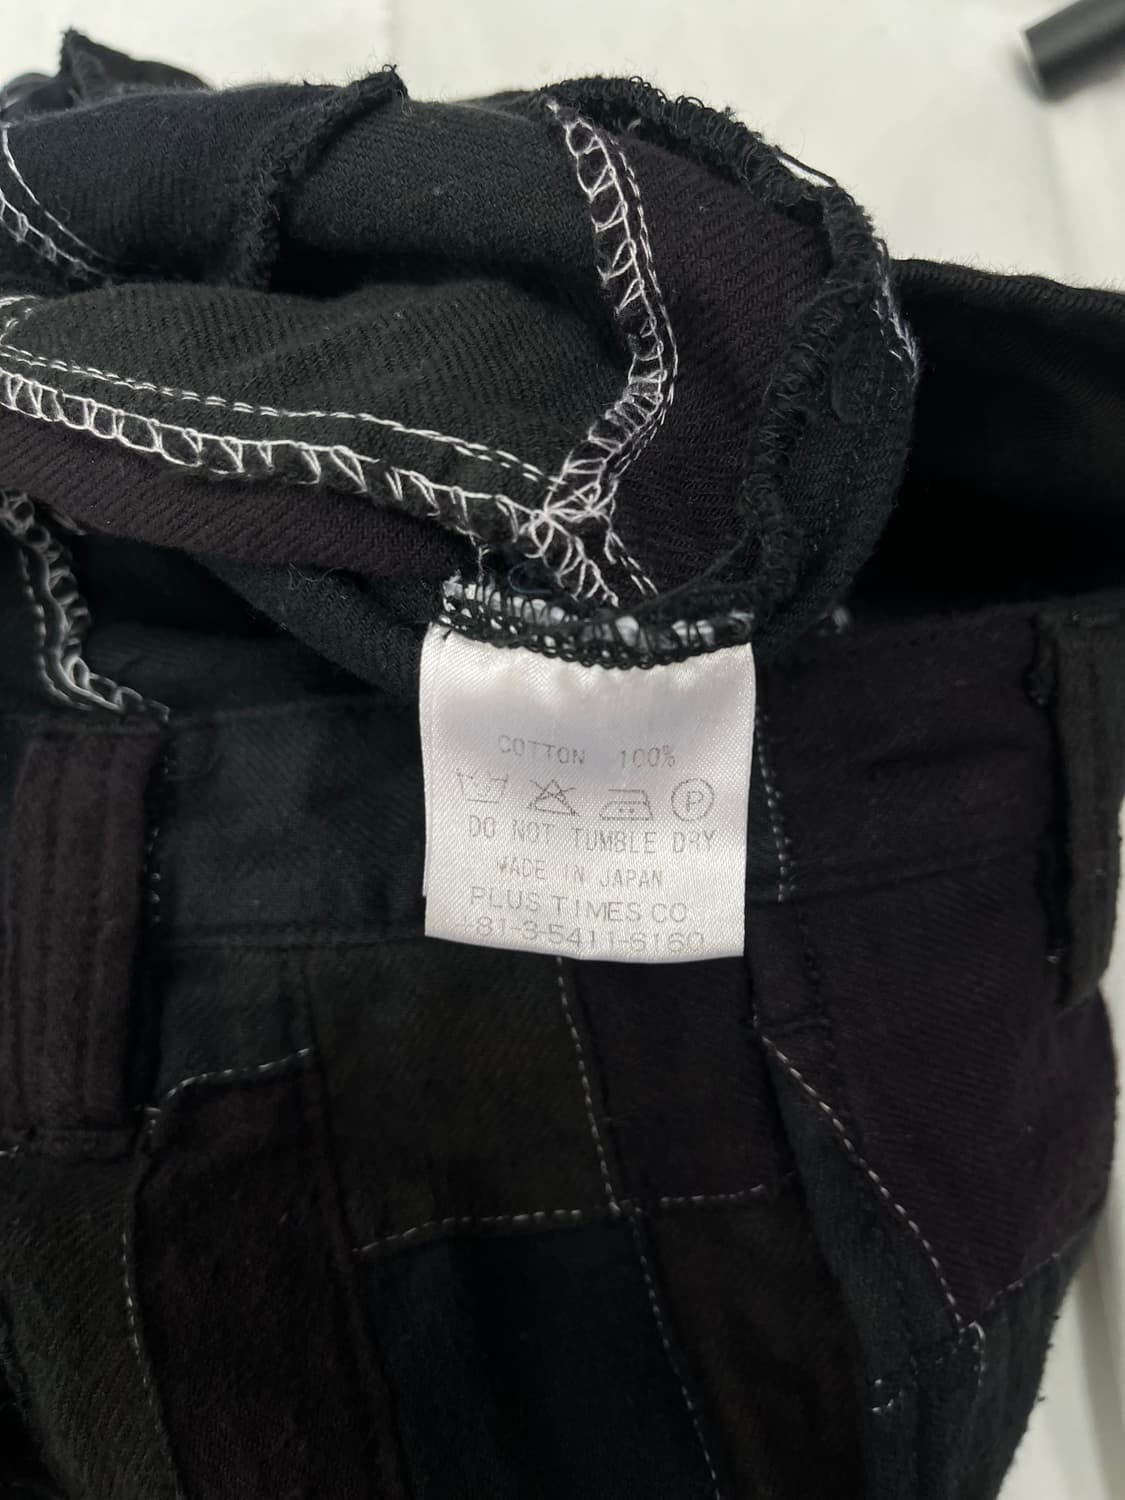 COTTON 100%
P
DO NOT TUMBLE DRY
MADE IN JAPAN
PLUS TIMES CO.
+81-3-5411-6160